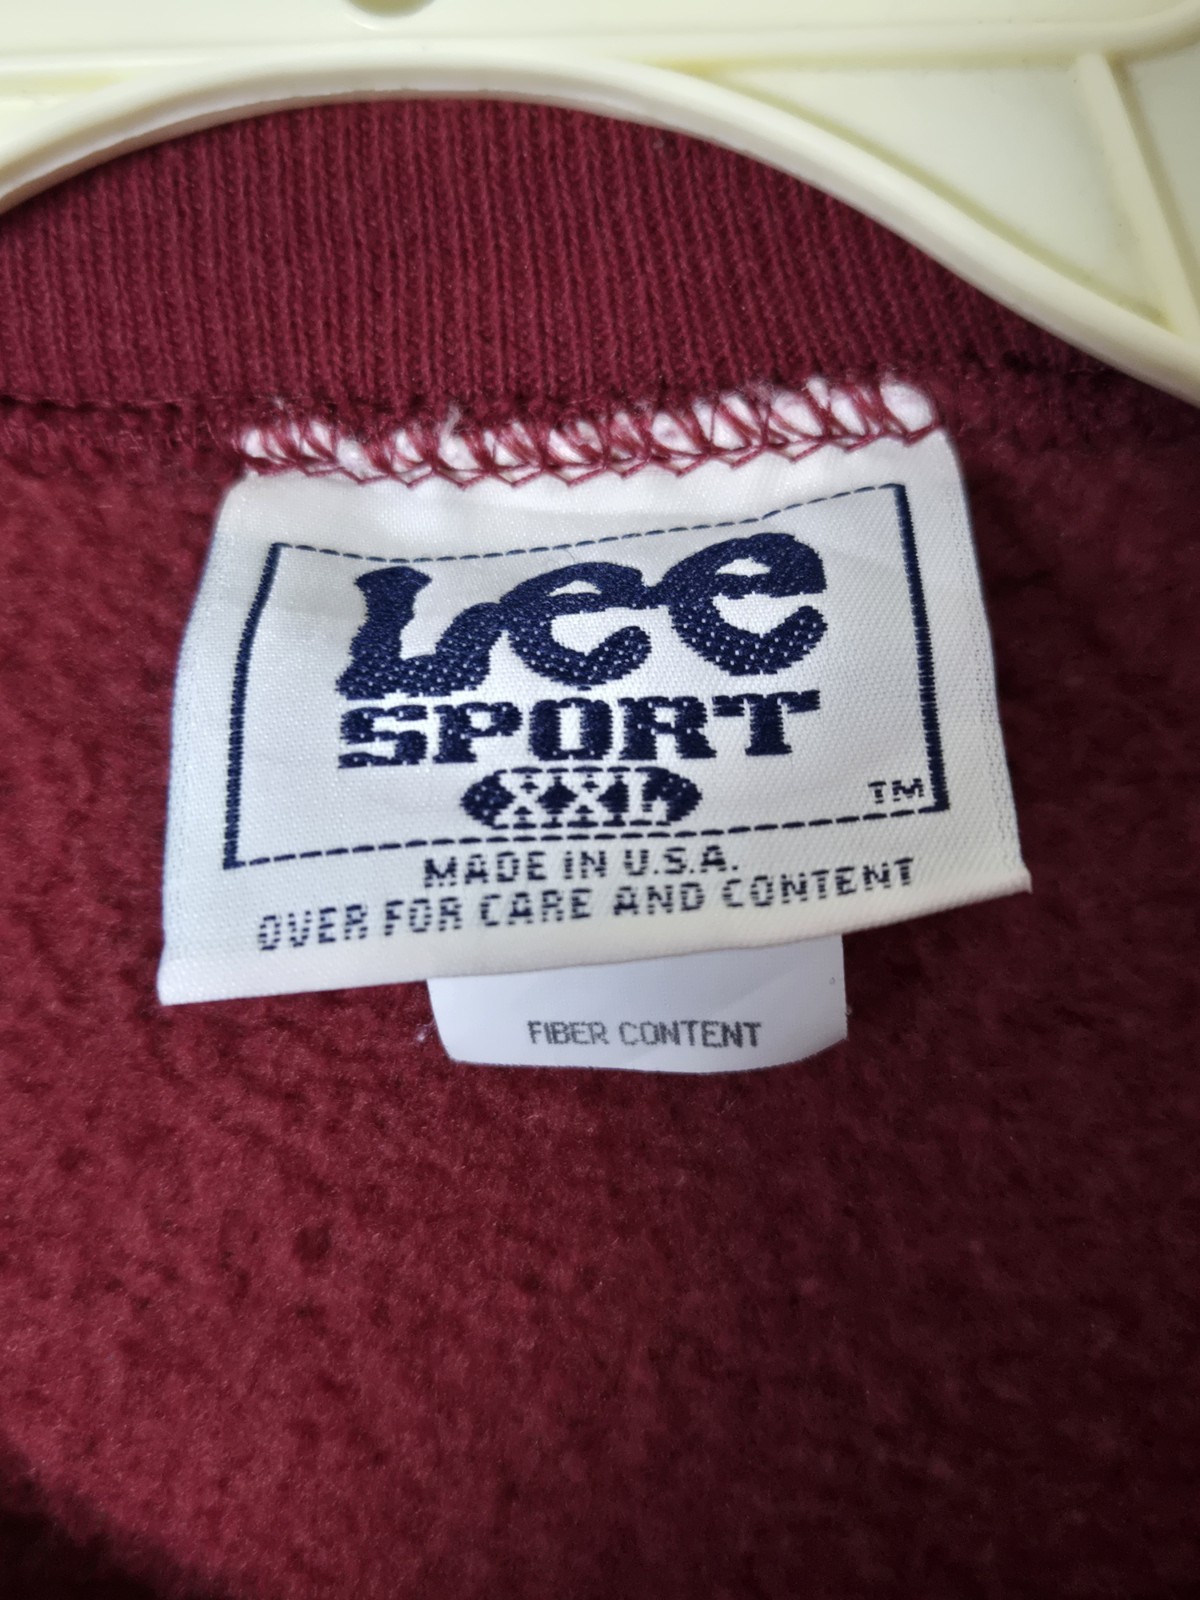 Lee
SPORT
XXL
TM
MADE IN U.S.A.
OVER FOR CARE AND CONTENT
FIBER CONTENT